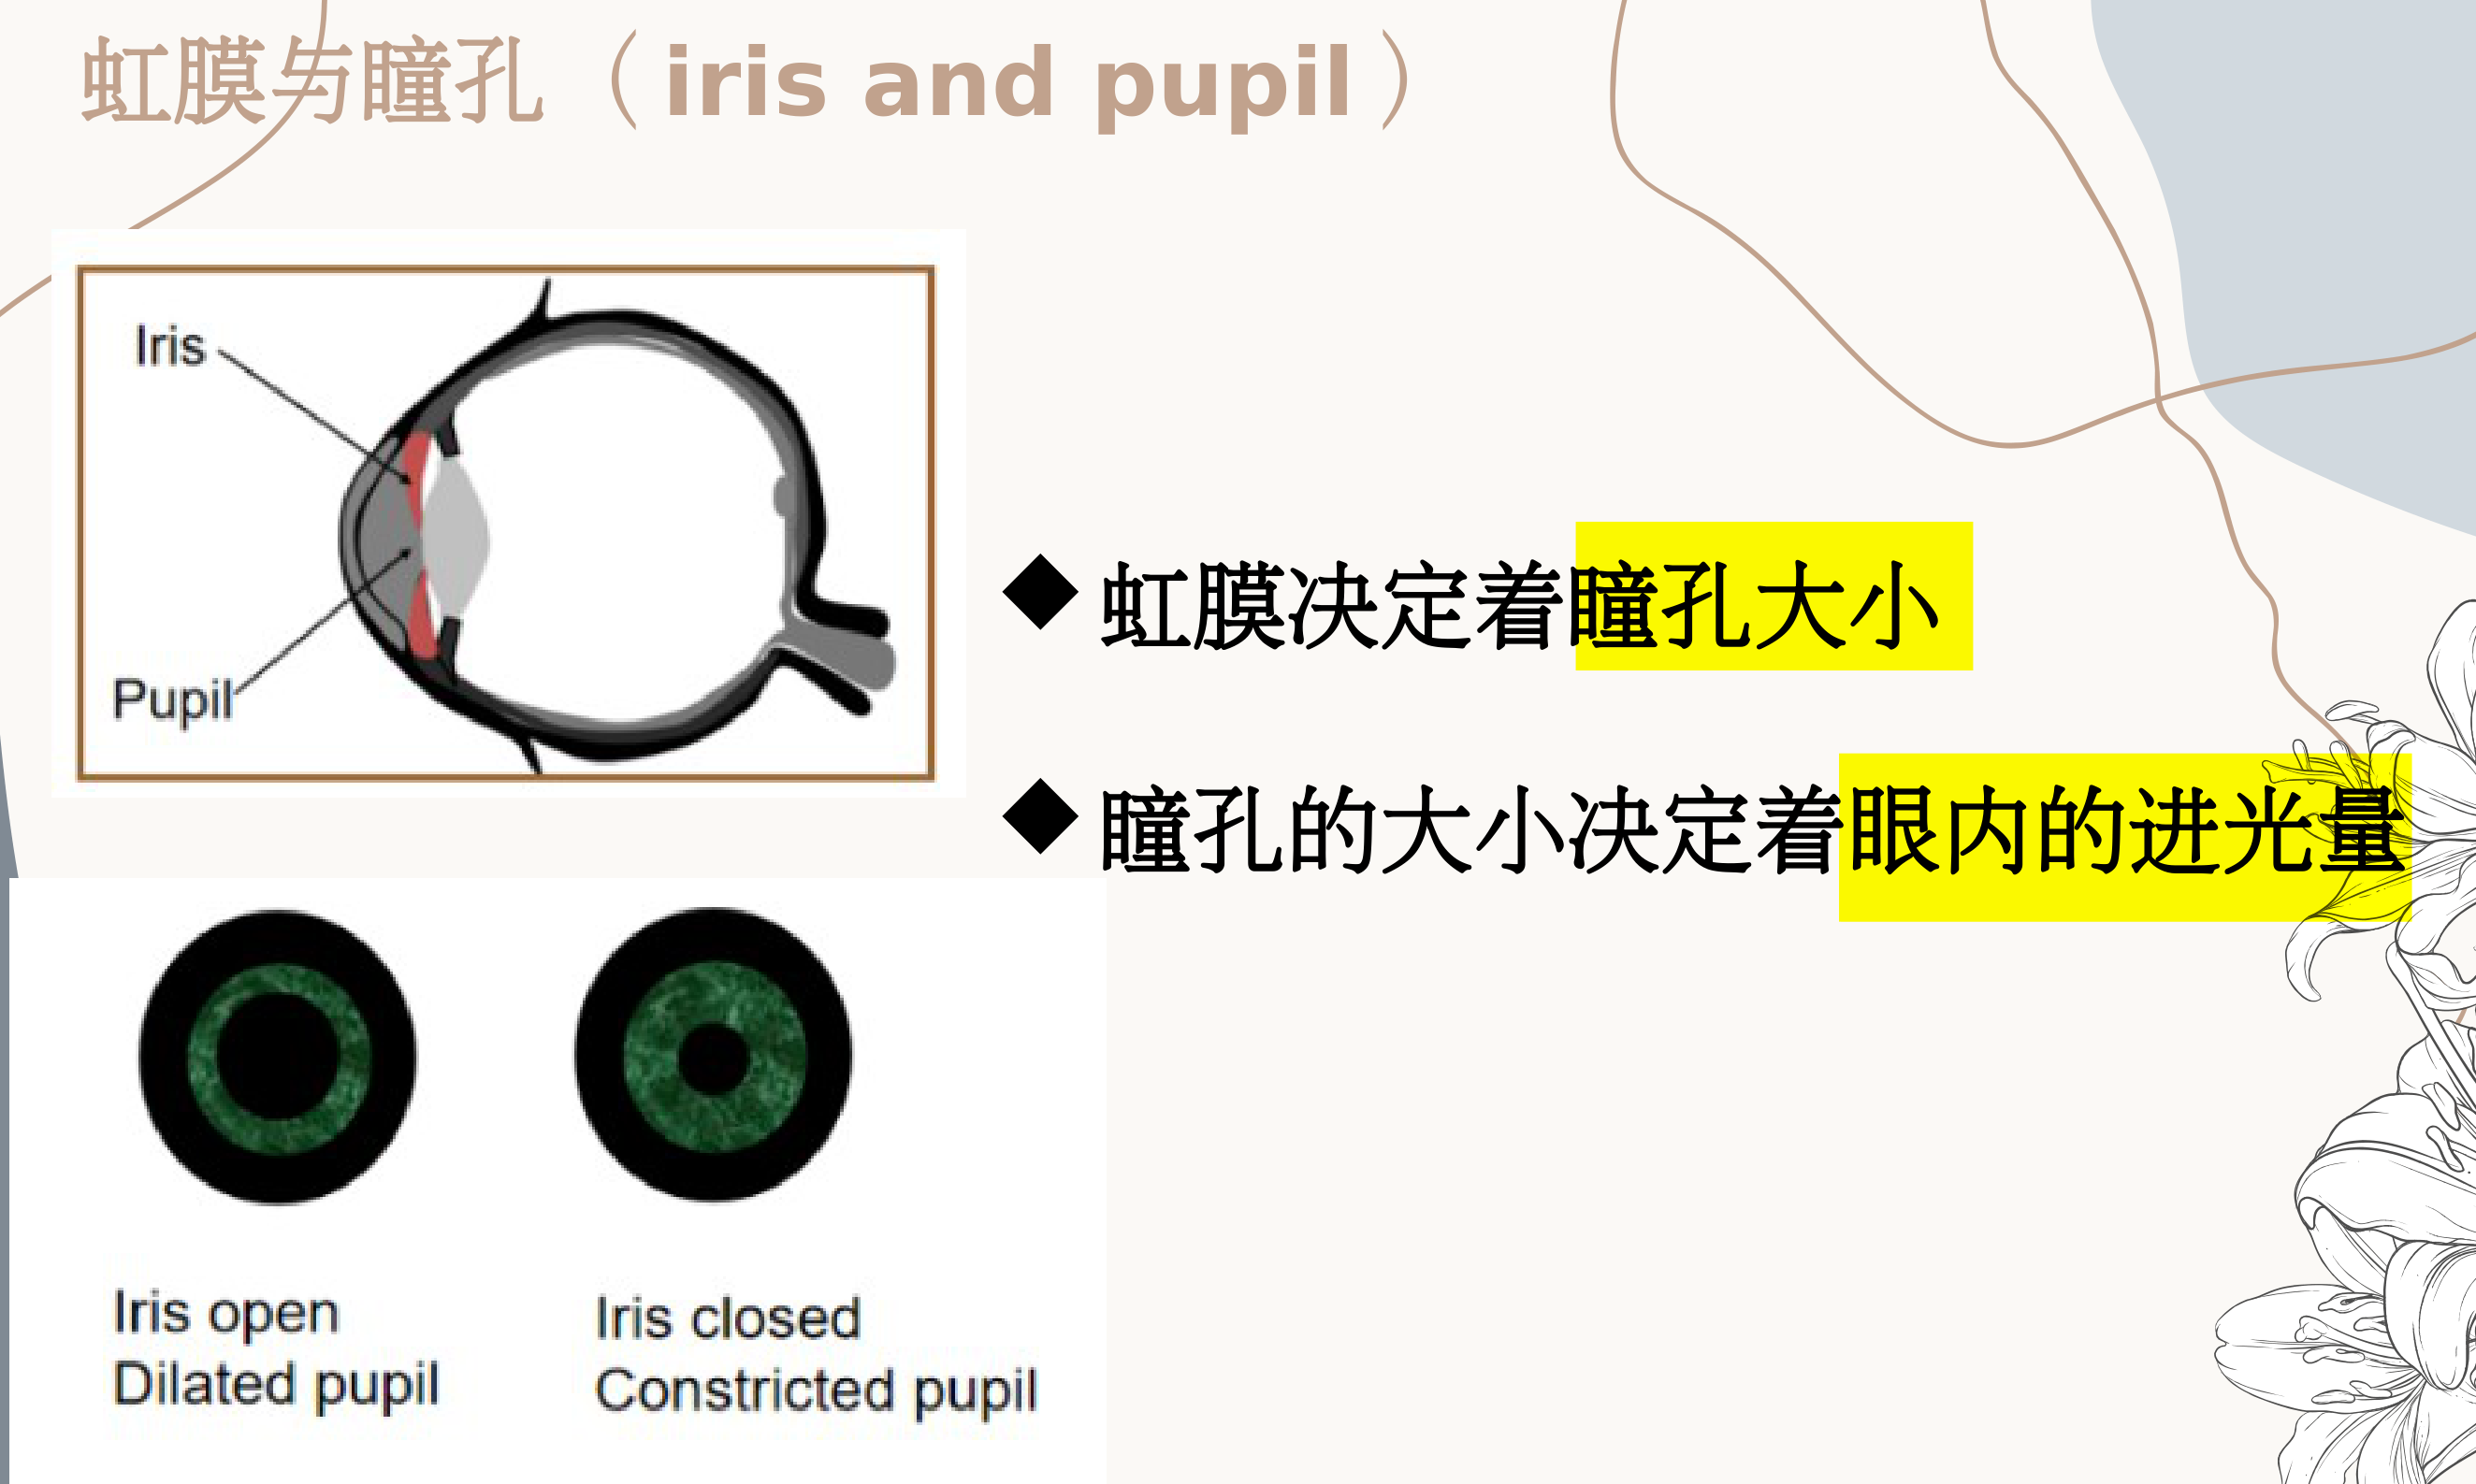 虹膜与瞳孔（iris and pupil）
Iris
Pupil
◆虹膜决定着瞳孔大小
◆瞳孔的大小决定着眼内的进光量
Iris open
Dilated pupil
Iris closed
Constricted pupil